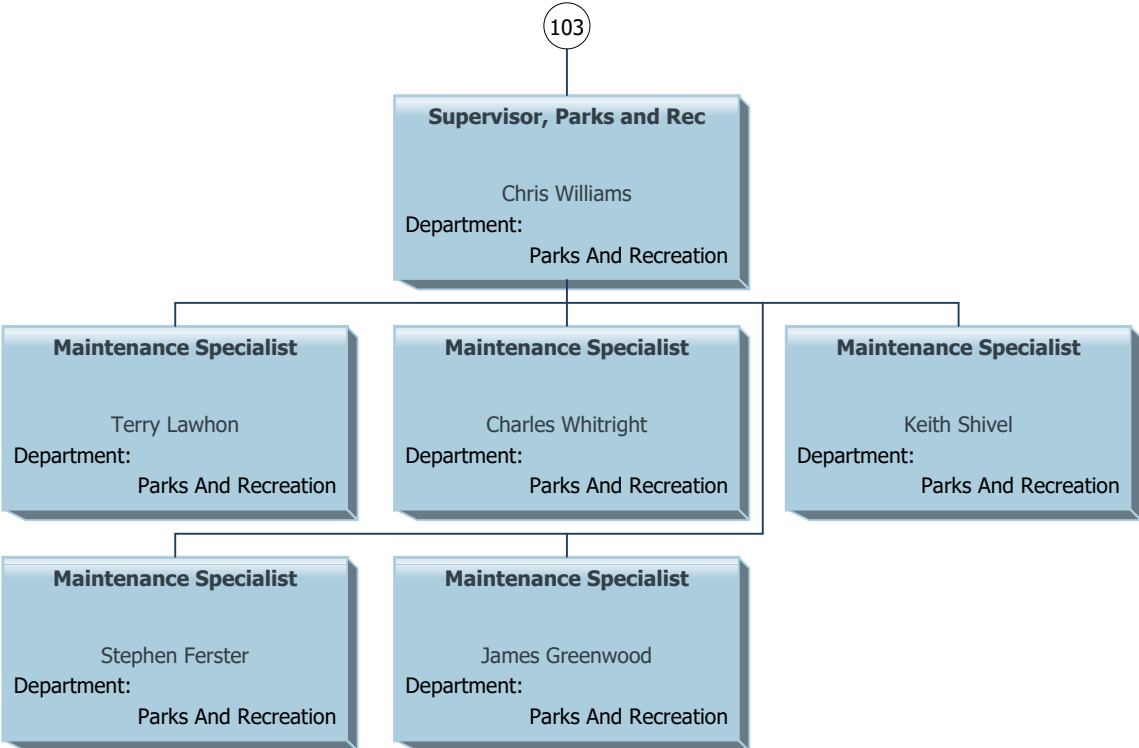 103
Supervisor, Parks and Rec
Chris Williams
Department:
Parks And Recreation
Maintenance Specialist
Terry Lawhon
Department:
Parks And Recreation
Maintenance Specialist
Charles Whitright
Department:
Parks And Recreation
Maintenance Specialist
Keith Shivel
Department:
Parks And Recreation
Maintenance Specialist
Stephen Ferster
Department:
Parks And Recreation
Maintenance Specialist
James Greenwood
Department:
Parks And Recreation